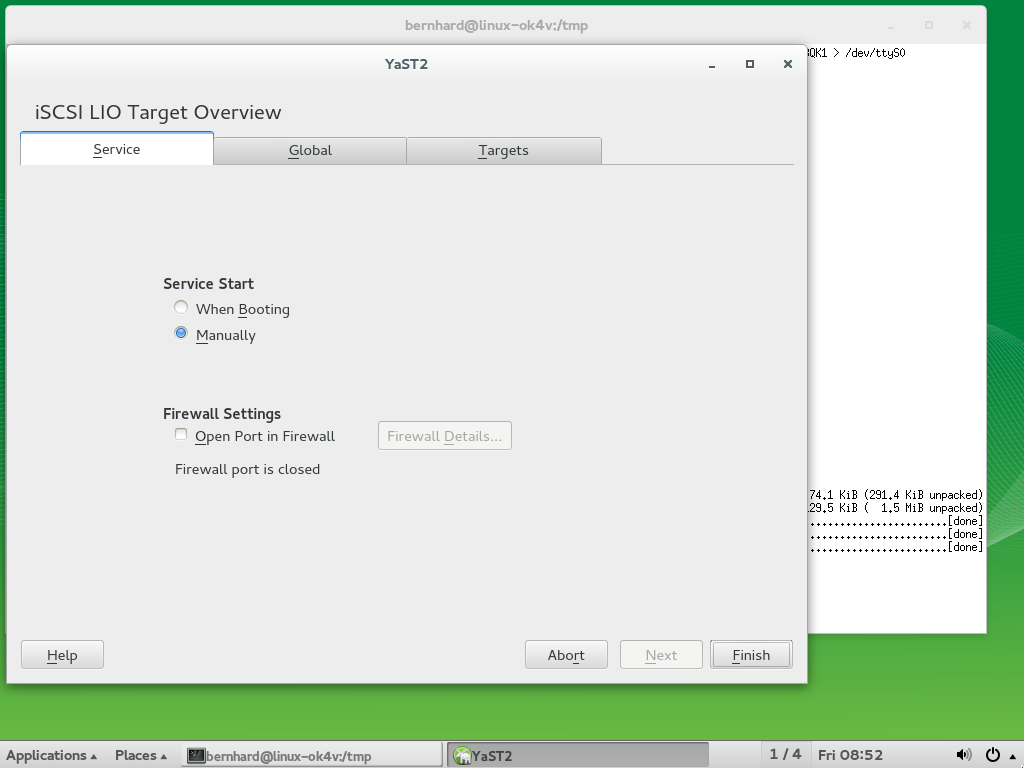 bernhard@linux-ok4v:/tmp
QK1 > /dev/ttyS0
YaST2
iSCSI LIO Target Overview
Service
Global
Targets
Service Start
When Booting
Manually
Firewall Settings
Open Port in Firewall
Firewall Details...
Firewall port is closed
74.1 KiB (291.4 KiB unpacked)
29.5 KiB (  1.5 MiB unpacked)
.......................[done]
.......................[done]
.......................[done]
Help
Abort
Next
Finish
Applications
Places
bernhard@linux-ok4v:/tmp
YaST2
1 / 4
Fri 08:52